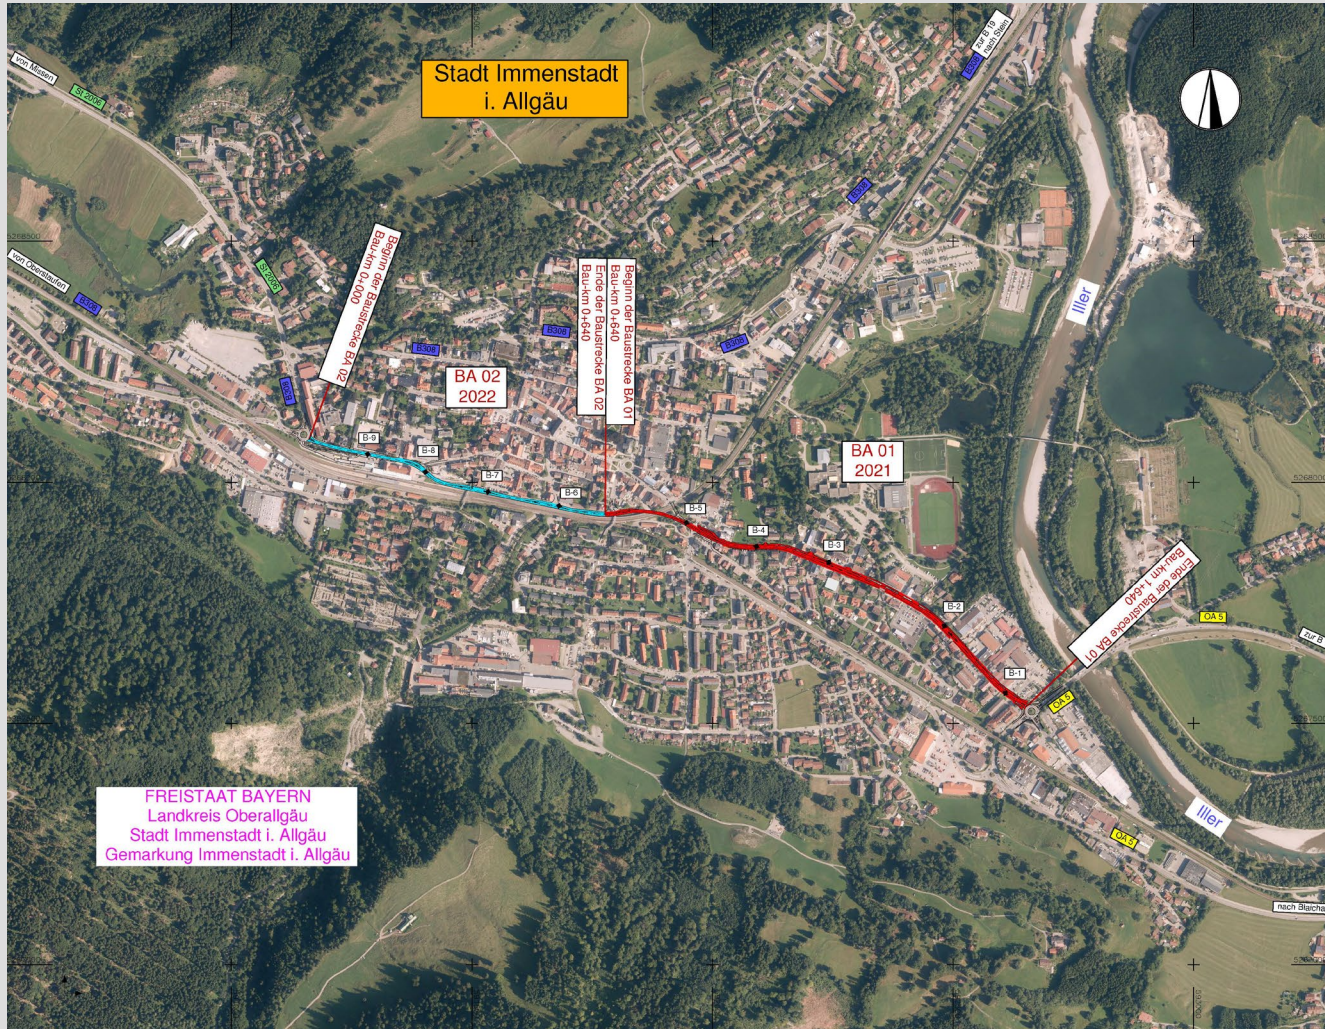 Stadt Immenstadt
i. Allgäu
von Missen
St 2006
zur B 19
nach Stein
B308
B308
5268500
von Oberstaufen
B308
St 2006
Beginn der Baustrecke BA 02
Bau-km 0+000
Beginn der Baustrecke BA 01
Bau-km 0+640
Ende der Baustrecke BA 02
Bau-km 0+640
Iller
B308
B308
B308
B308
BA 02
2022
BA 01
2021
B-9
B-8
B-7
B-6
B-5
B-4
B-3
B-2
B-1
5268000
Ende der Baustrecke BA 01
Bau-km 1+640
OA 5
zur B
OA 5
Iller
OA 5
FREISTAAT BAYERN
Landkreis Oberallgäu
Stadt Immenstadt i. Allgäu
Gemarkung Immenstadt i. Allgäu
nach Blaicha